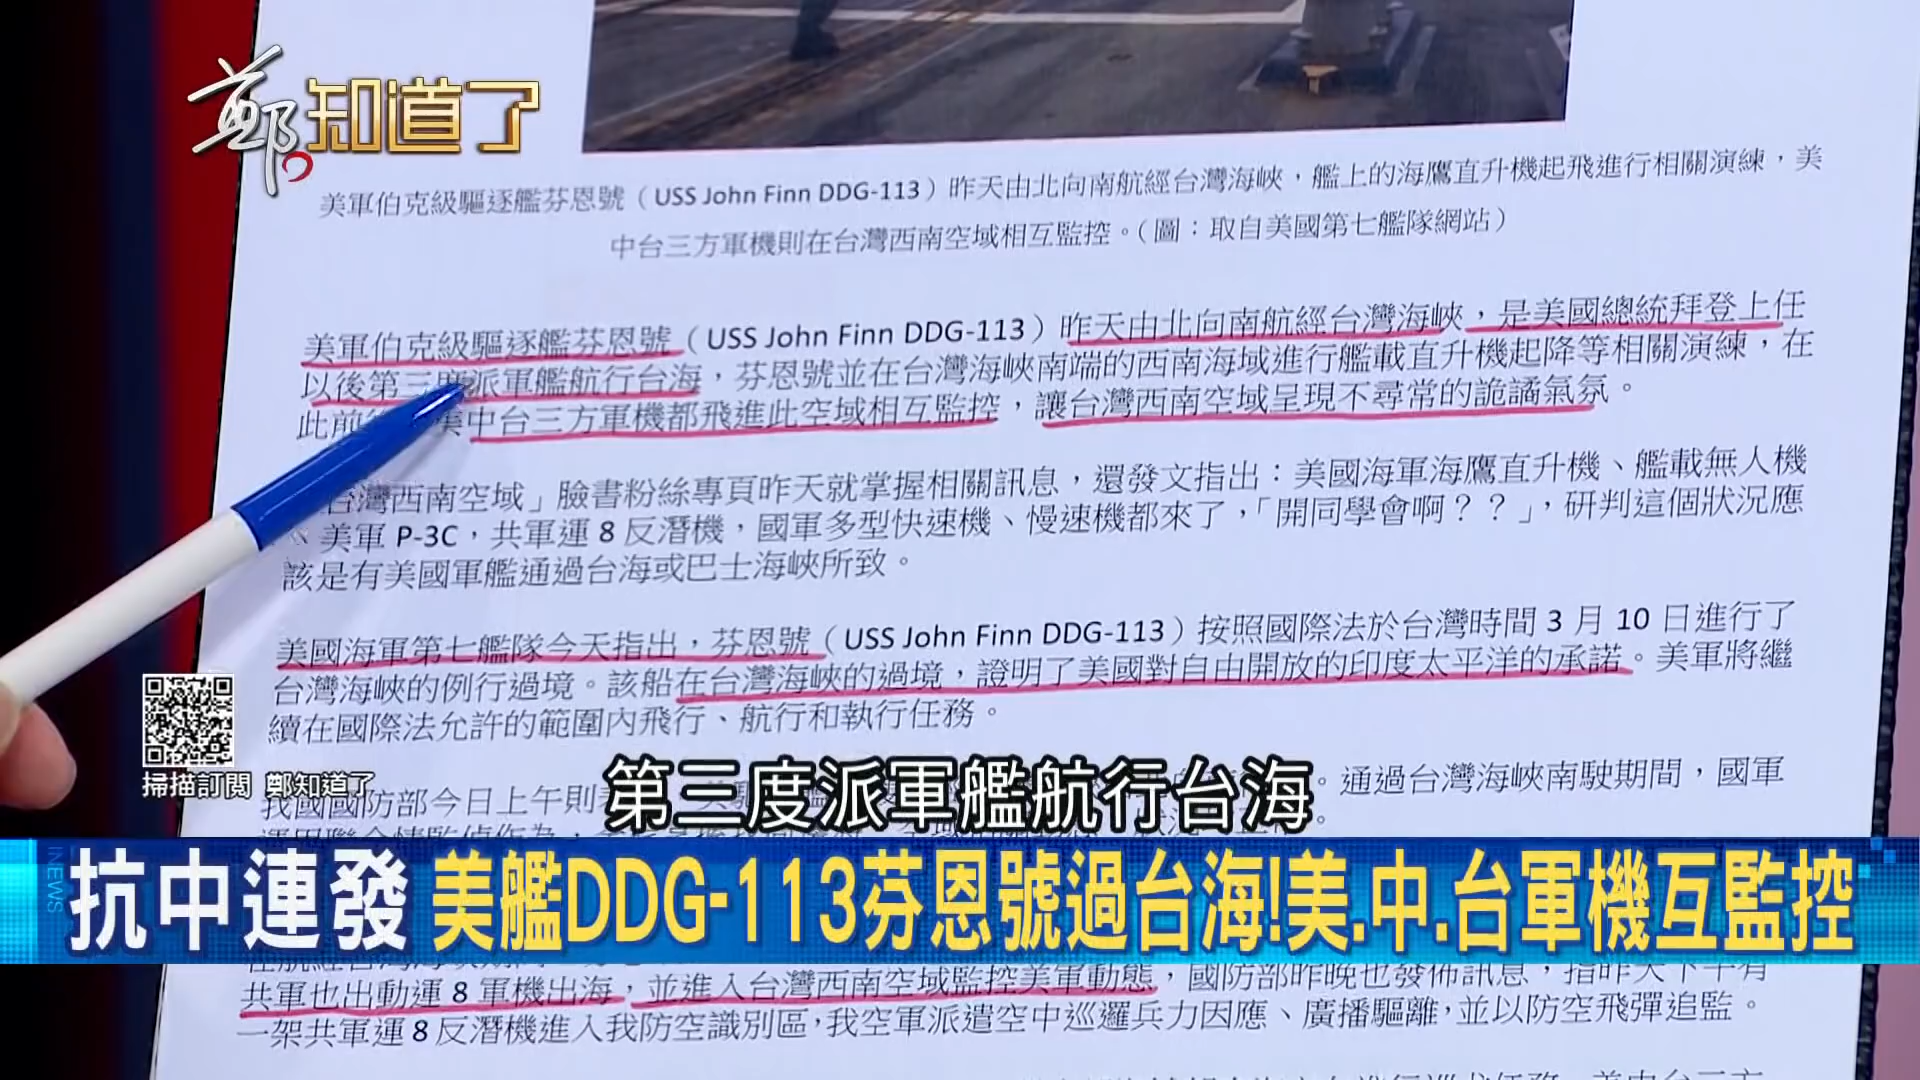 鄭知道了
美軍伯克級驅逐艦芬恩號（USS John Finn DDG-113）昨天由北向南航經台灣海峽，艦上的海鷹直升機起飛進行相關演練，美
中台三方軍機則在台灣西南空域相互監控。（圖：取自美國第七艦隊網站）
美軍伯克級驅逐艦芬恩號（USS John Finn DDG-113）昨天由北向南航經台灣海峽，是美國總統拜登上任
以後第三度派軍艦航行台海，芬恩號並在台灣海峽南端的西南海域進行艦載直升機起降等相關演練，在
此前 美中台三方軍機都飛進此空域相互監控，讓台灣西南空域呈現不尋常的詭譎氣氛。
台灣西南空域」臉書粉絲專頁昨天就掌握相關訊息，還發文指出：美國海軍海鷹直升機、艦載無人機
、美軍 P-3C，共軍運 8 反潛機，國軍多型快速機、慢速機都來了，「開同學會啊？？」，研判這個狀況應
該是有美國軍艦通過台海或巴士海峽所致。
美國海軍第七艦隊今天指出，芬恩號（USS John Finn DDG-113）按照國際法於台灣時間 3 月 10 日進行了
台灣海峽的例行過境。該船在台灣海峽的過境，證明了美國對自由開放的印度太平洋的承諾。美軍將繼
續在國際法允許的範圍內飛行、航行和執行任務。
掃描訂閱 鄭知道了
我國國防部今日上午則 。通過台灣海峽南駛期間，國軍
第三度派軍艦航行台海
NEWS
抗中連發 美艦DDG-113芬恩號過台海!美.中.台軍機互監控
共軍也出動運 8 軍機出海，並進入台灣西南空域監控美軍動態，國防部昨晚也發佈訊息，指昨天下午有
一架共軍運 8 反潛機進入我防空識別區，我空軍派遣空中巡邏兵力因應、廣播驅離，並以防空飛彈追監。